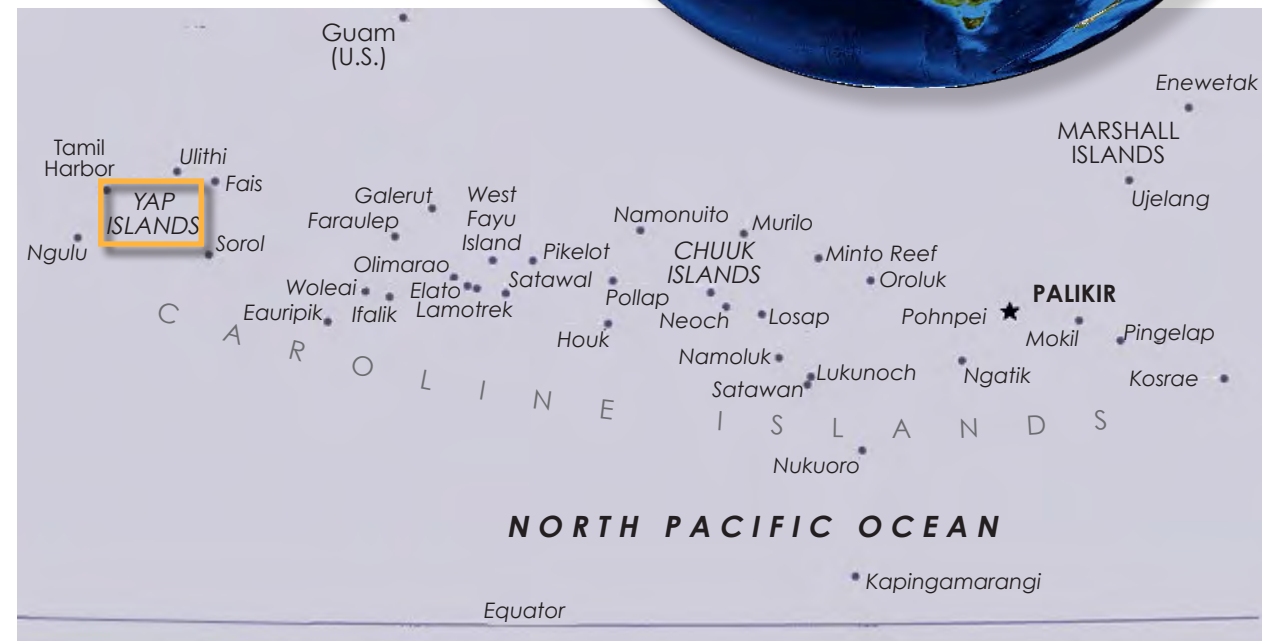 Guam
(U.S.)
Enewetak
MARSHALL
ISLANDS
Ujelang
Tamil
Harbor
Ulithi
Fais
YAP
ISLANDS
Ngulu
Sorol
Galerut
Faraulep
West
Fayu
Island
Pikelot
Namonuito
Murilo
CHUUK
ISLANDS
Minto Reef
Oroluk
Olimarao
Woleai
Elato
Satawal
Eauripik
Ifalik
Lamotrek
Pollap
Houk
Neoch
Losap
Pohnpei
PALIKIR
Mokil
Pingelap
Namoluk
Lukunoch
Satawan
Ngatik
Kosrae
CAROLINE ISLANDS
Nukuoro
NORTH PACIFIC OCEAN
Kapingamarangi
Equator